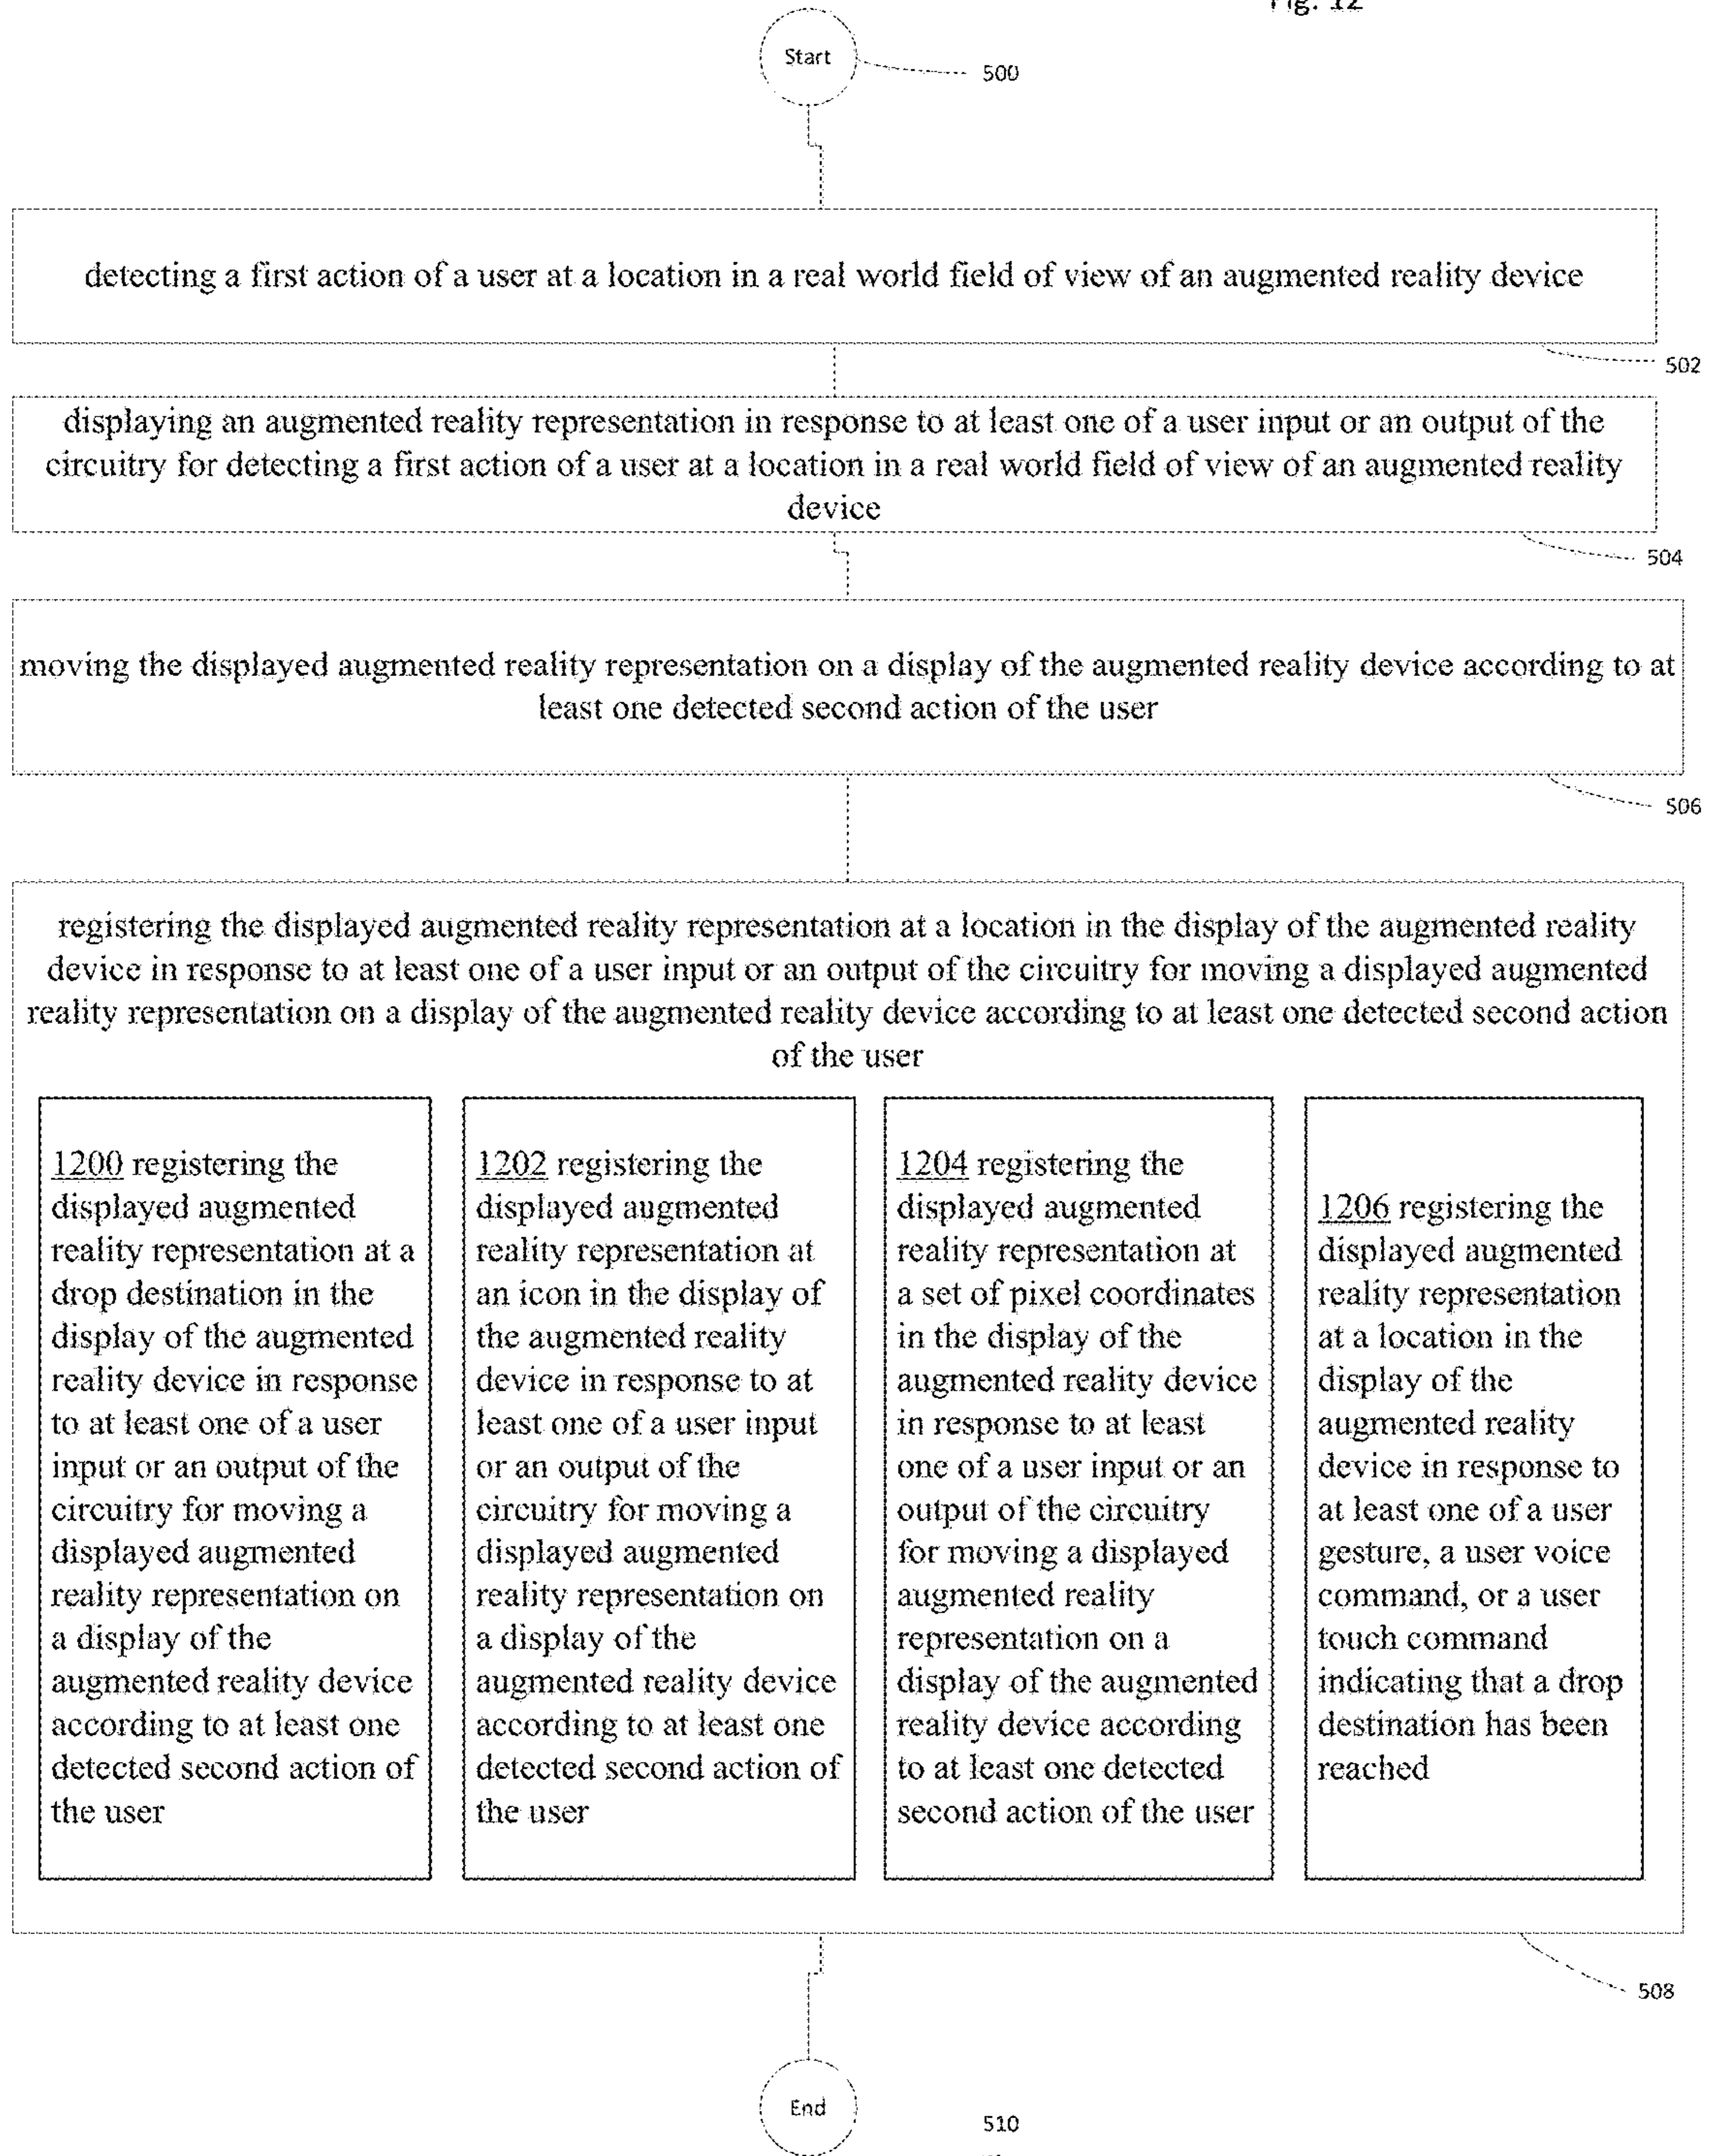 Fig. 12
Start
500
detecting a first action of a user at a location in a real world field of view of an augmented reality device
502
displaying an augmented reality representation in response to at least one of a user input or an output of the
circuitry for detecting a first action of a user at a location in a real world field of view of an augmented reality
device
504
moving the displayed augmented reality representation on a display of the augmented reality device according to at
least one detected second action of the user
506
registering the displayed augmented reality representation at a location in the display of the augmented reality
device in response to at least one of a user input or an output of the circuitry for moving a displayed augmented
reality representation on a display of the augmented reality device according to at least one detected second action
of the user
1200 registering the
displayed augmented
reality representation at a
drop destination in the
display of the augmented
reality device in response
to at least one of a user
input or an output of the
circuitry for moving a
displayed augmented
reality representation on
a display of the
augmented reality device
according to at least one
detected second action of
the user
1202 registering the
displayed augmented
reality representation at
an icon in the display of
the augmented reality
device in response to at
least one of a user input
or an output of the
circuitry for moving a
displayed augmented
reality representation on
a display of the
augmented reality device
according to at least one
detected second action of
the user
1204 registering the
displayed augmented
reality representation at
a set of pixel coordinates
in the display of the
augmented reality device
in response to at least
one of a user input or an
output of the circuitry
for moving a displayed
augmented reality
representation on a
display of the augmented
reality device according
to at least one detected
second action of the user
1206 registering the
displayed augmented
reality representation
at a location in the
display of the
augmented reality
device in response to
at least one of a user
gesture, a user voice
command, or a user
touch command
indicating that a drop
destination has been
reached
508
End
510